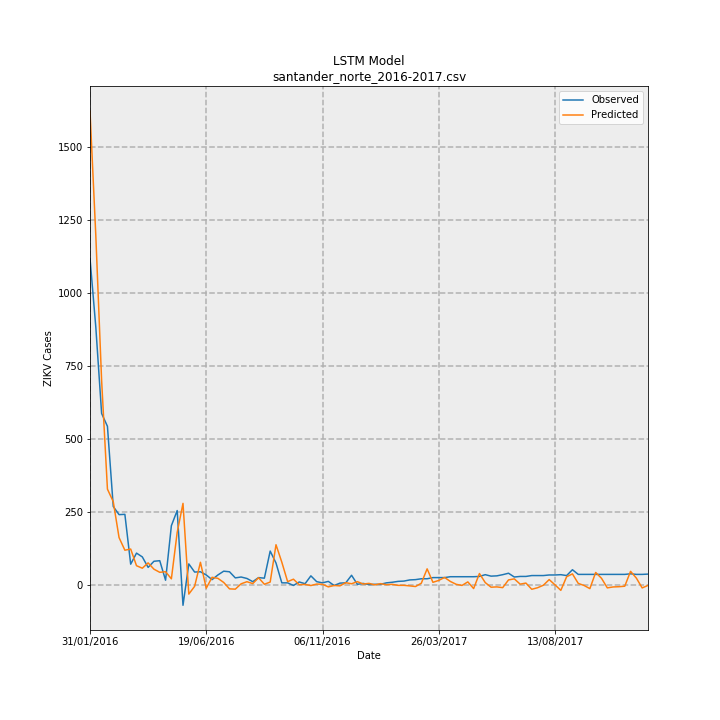 LSTM Model
santander_norte_2016-2017.csv
Observed
Predicted
1500
1250
1000
750
500
250
0
ZIKV Cases
31/01/2016
19/06/2016
06/11/2016
26/03/2017
13/08/2017
Date